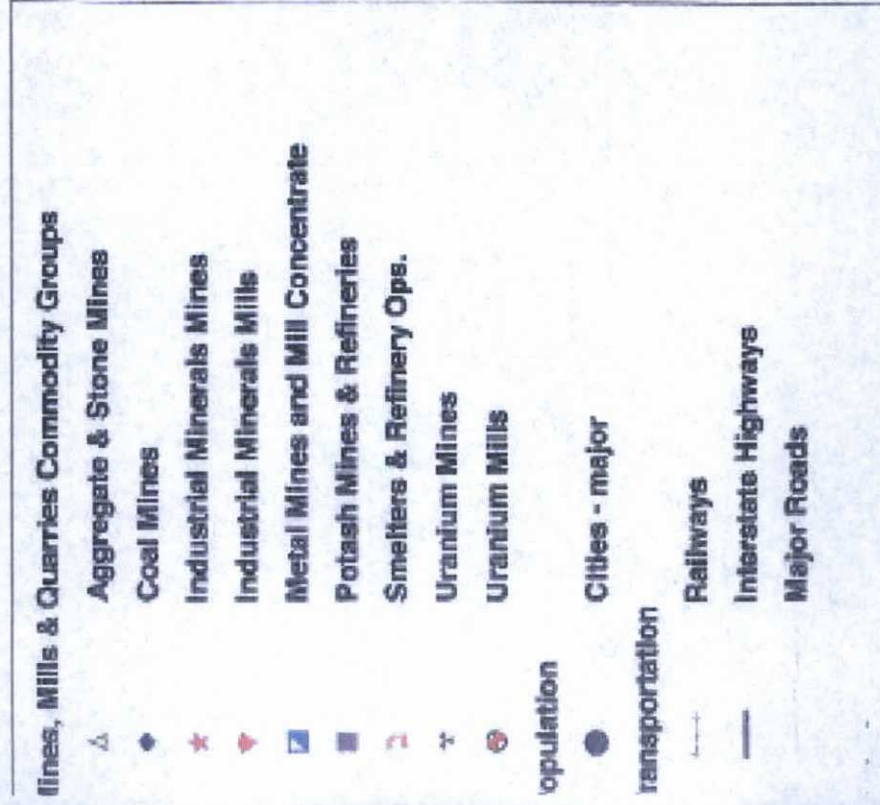 lines, Mills & Quarries Commodity Groups
Aggregate & Stone Mines
Coal Mines
Industrial Minerals Mines
Industrial Minerals Mills
Metal Mines and Mill Concentrate
Potash Mines & Refineries
Smelters & Refinery Ops.
Uranium Mines
Uranium Mills
opulation
Cities - major
ransportation
Railways
Interstate Highways
Major Roads